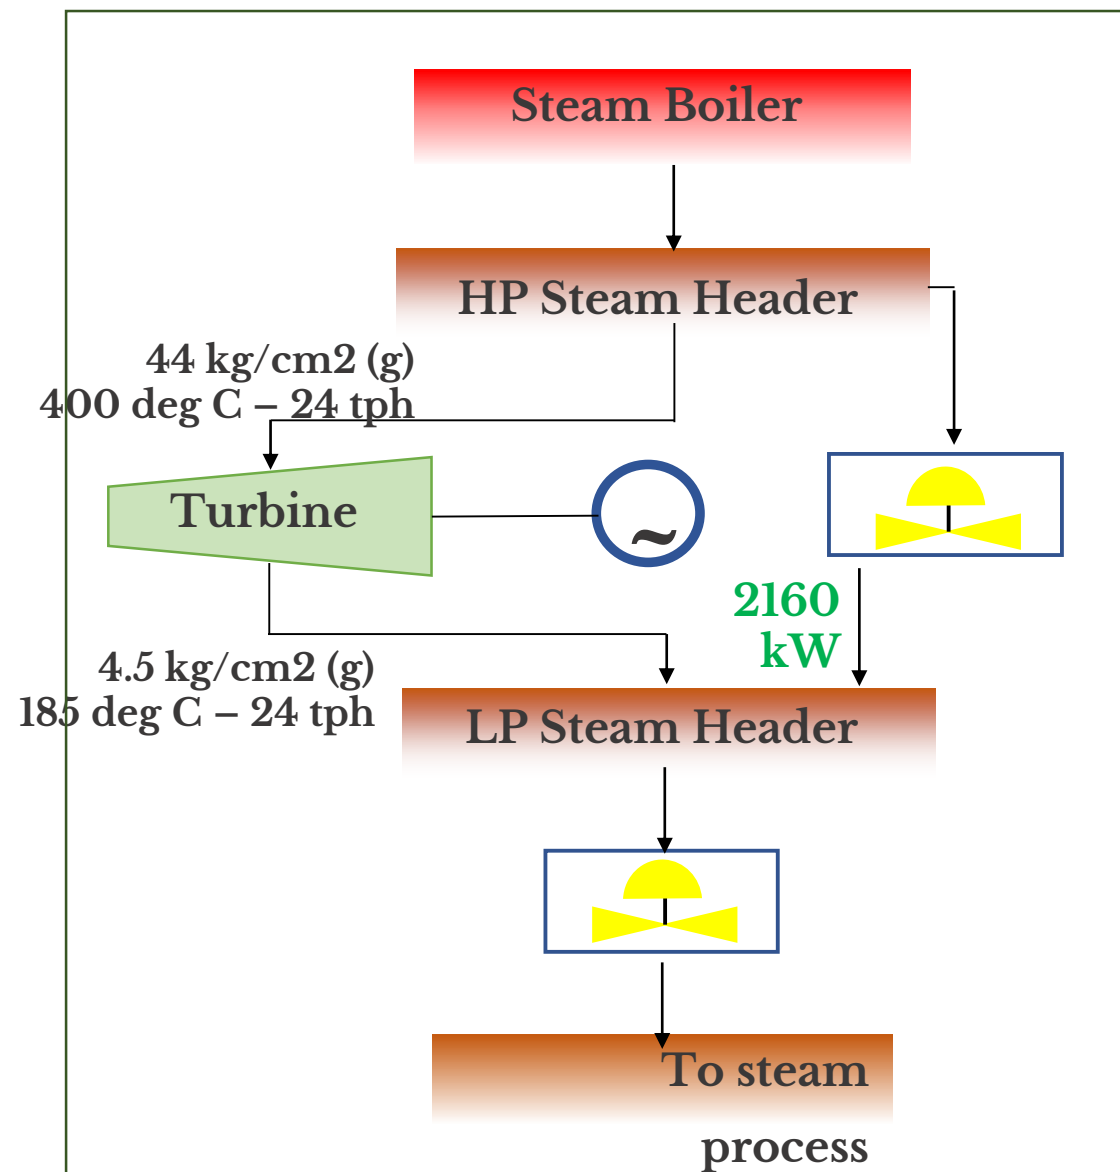 Steam Boiler
HP Steam Header
44 kg/cm2 (g)
400 deg C – 24 tph
Turbine
~
2160
kW
4.5 kg/cm2 (g)
185 deg C – 24 tph
LP Steam Header
To steam
process